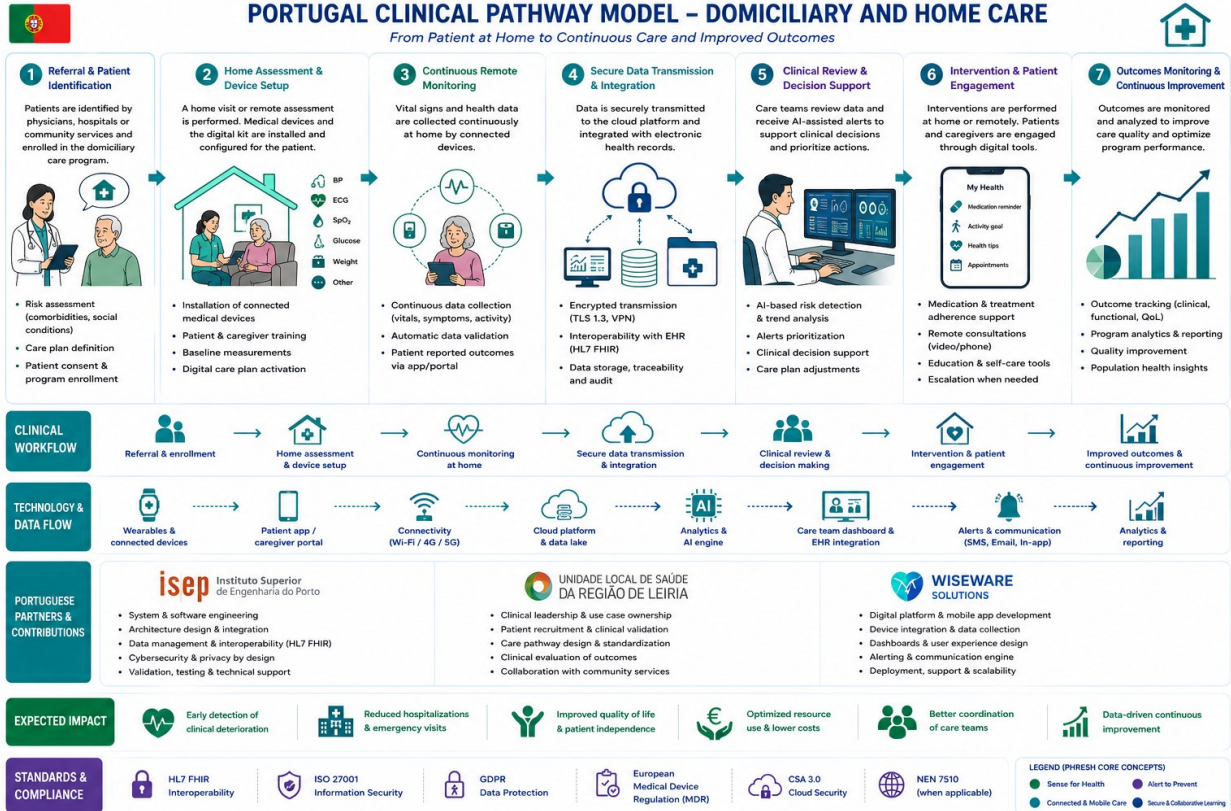 PORTUGAL CLINICAL PATHWAY MODEL – DOMICILIARY AND HOME CARE
From Patient at Home to Continuous Care and Improved Outcomes
1 Referral & Patient
Identification
Patients are identified by
physicians, hospitals or
community services and
enrolled in the domiciliary
care program.
• Risk assessment
(comorbidities, social
conditions)
• Care plan definition
• Patient consent &
program enrollment
2 Home Assessment &
Device Setup
A home visit or remote assessment
is performed. Medical devices and
the digital kit are installed and
configured for the patient.
BP
ECG
SpO₂
Glucose
Weight
Other
• Installation of connected
medical devices
• Patient & caregiver training
• Baseline measurements
• Digital care plan activation
3 Continuous Remote
Monitoring
Vital signs and health data
are collected continuously
at home by connected
devices.
• Continuous data collection
(vitals, symptoms, activity)
• Automatic data validation
• Patient reported outcomes
via app/portal
4 Secure Data Transmission
& Integration
Data is securely transmitted
to the cloud platform and
integrated with electronic
health records.
• Encrypted transmission
(TLS 1.3, VPN)
• Interoperability with EHR
(HL7 FHIR)
• Data storage, traceability
and audit
5 Clinical Review &
Decision Support
Care teams review data and
receive AI-assisted alerts to
support clinical decisions
and prioritize actions.
• AI-based risk detection
& trend analysis
• Alerts prioritization
• Clinical decision support
• Care plan adjustments
6 Intervention & Patient
Engagement
Interventions are performed
at home or remotely. Patients
and caregivers are engaged
through digital tools.
My Health
Medication reminder
Activity goal
Health tips
Appointments
• Medication & treatment
adherence support
• Remote consultations
(video/phone)
• Education & self-care tools
• Escalation when needed
7 Outcomes Monitoring &
Continuous Improvement
Outcomes are monitored
and analyzed to improve
care quality and optimize
program performance.
• Outcome tracking (clinical,
functional, QoL)
• Program analytics & reporting
• Quality improvement
• Population health insights
CLINICAL
WORKFLOW
Referral & enrollment
Home assessment
& device setup
Continuous monitoring
at home
Secure data transmission
& integration
Clinical review &
decision making
Intervention & patient
engagement
Improved outcomes &
continuous improvement
TECHNOLOGY &
DATA FLOW
Wearables &
connected devices
Patient app /
caregiver portal
Connectivity
(Wi-Fi / 4G / 5G)
Cloud platform
& data lake
AI
Analytics &
AI engine
Care team dashboard &
EHR integration
Alerts & communication
(SMS, Email, In-app)
Analytics &
reporting
PORTUGUESE
PARTNERS &
CONTRIBUTIONS
isep Instituto Superior
de Engenharia do Porto
• System & software engineering
• Architecture design & integration
• Data management & interoperability (HL7 FHIR)
• Cybersecurity & privacy by design
• Validation, testing & technical support
UNIDADE LOCAL DE SAÚDE
DA REGIÃO DE LEIRIA
• Clinical leadership & use case ownership
• Patient recruitment & clinical validation
• Care pathway design & standardization
• Clinical evaluation of outcomes
• Collaboration with community services
WISEWARE
SOLUTIONS
• Digital platform & mobile app development
• Device integration & data collection
• Dashboards & user experience design
• Alerting & communication engine
• Deployment, support & scalability
EXPECTED IMPACT
Early detection of
clinical deterioration
Reduced hospitalizations
& emergency visits
Improved quality of life
& patient independence
€
Optimized resource
use & lower costs
Better coordination
of care teams
Data-driven continuous
improvement
STANDARDS &
COMPLIANCE
HL7 FHIR
Interoperability
ISO 27001
Information Security
GDPR
Data Protection
European
Medical Device
Regulation (MDR)
CSA 3.0
Cloud Security
NEN 7510
(when applicable)
LEGEND (PHRESH CORE CONCEPTS)
Sense for Health
Alert to Prevent
Connected & Mobile Care
Secure & Collaborative Learning